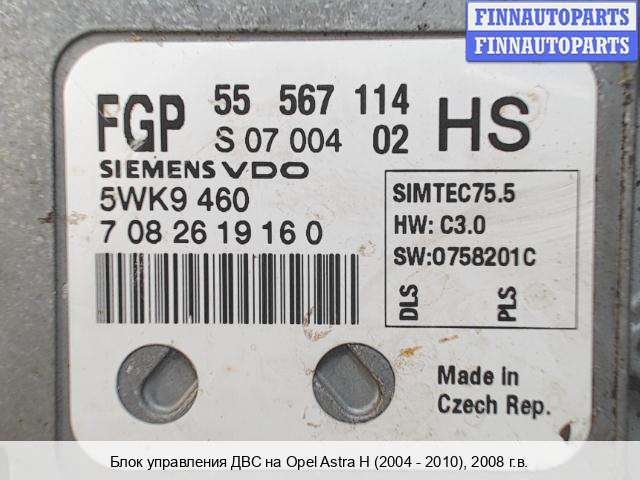 FINNAUTOPARTS
FINNAUTOPARTS
FGP 55 567 114 HS
S 07 004 02
SIEMENS VDO
5WK9 460
7 08 26 19 16 0
SIMTEC75.5
HW: C3.0
SW:0758201C
DLS PLS
Made in
Czech Rep.
Блок управления ДВС на Opel Astra H (2004 - 2010), 2008 г.в.